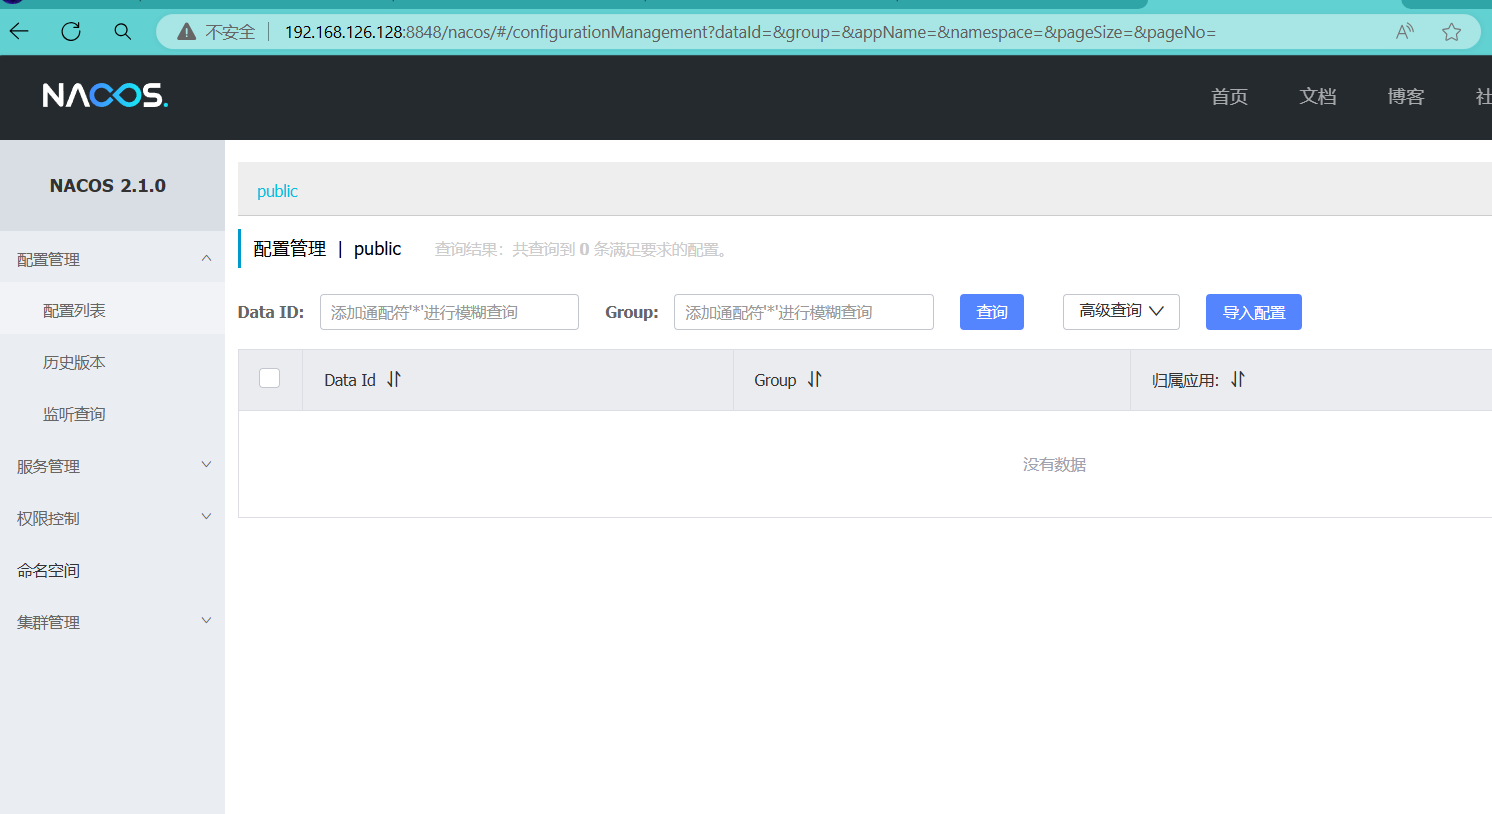 不安全 192.168.126.128:8848/nacos/#/configurationManagement?dataId=&group=&appName=&namespace=&pageSize=&pageNo=
NACOS. 首页 文档 博客 社
NACOS 2.1.0
public
配置管理
配置管理 | public 查询结果：共查询到 0 条满足要求的配置。
配置列表
Data ID: 添加通配符'*'进行模糊查询 Group: 添加通配符'*'进行模糊查询 查询 高级查询 导入配置
历史版本
Data Id Group 归属应用:
监听查询
服务管理
没有数据
权限控制
命名空间
集群管理